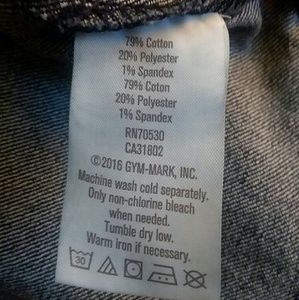 79% Cotton
20% Polyester
1% Spandex
79% Coton
20% Polyester
1% Spandex
RN70530
CA31802
©2016 GYM-MARK, INC.
Machine wash cold separately.
Only non-chlorine bleach
when needed.
Tumble dry low.
Warm iron if necessary.
30